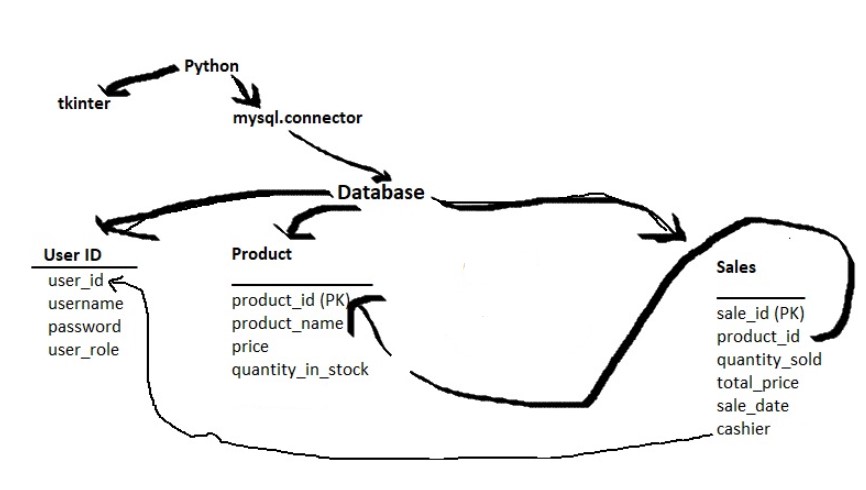 Python
tkinter
mysql.connector
Database
User ID
user_id
username
password
user_role
Product
product_id (PK)
product_name
price
quantity_in_stock
Sales
sale_id (PK)
product_id
quantity_sold
total_price
sale_date
cashier